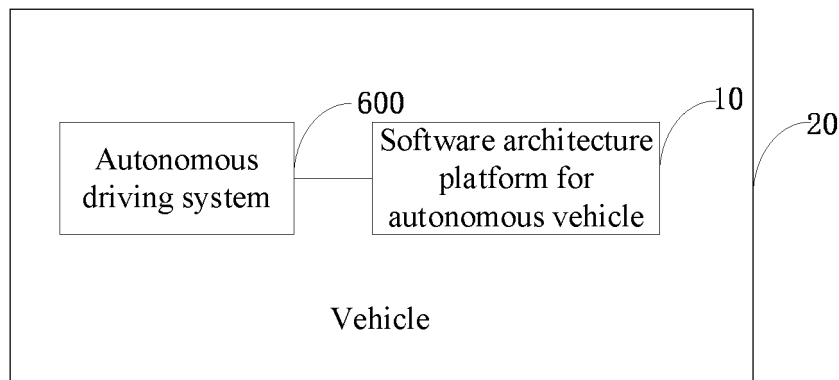 600
10
20
Autonomous
driving system
Software architecture
platform for
autonomous vehicle
Vehicle